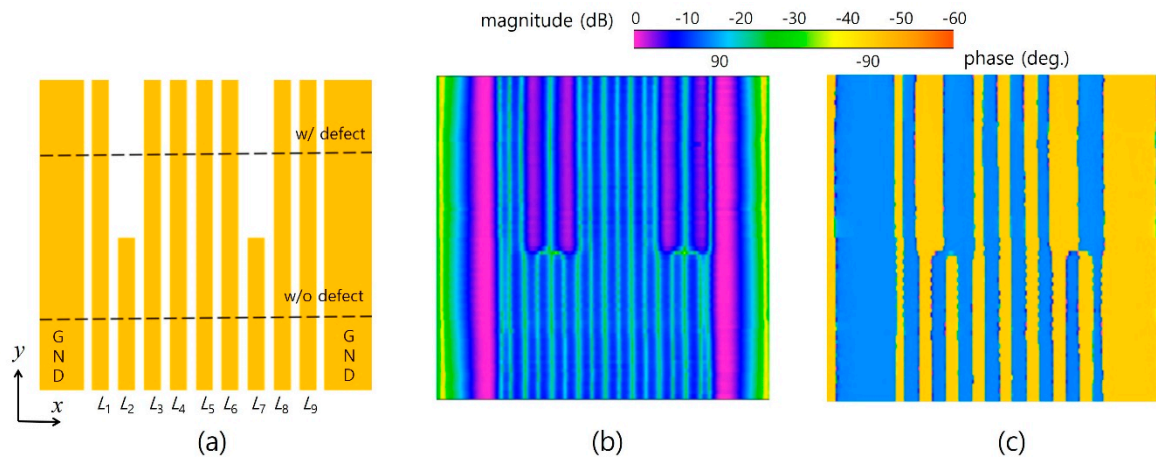 magnitude (dB) 0 -10 -20 -30 -40 -50 -60
90 -90 phase (deg.)
w/ defect
w/o defect
G N D
G N D
y
x
L1 L2 L3 L4 L5 L6 L7 L8 L9
(a) (b) (c)